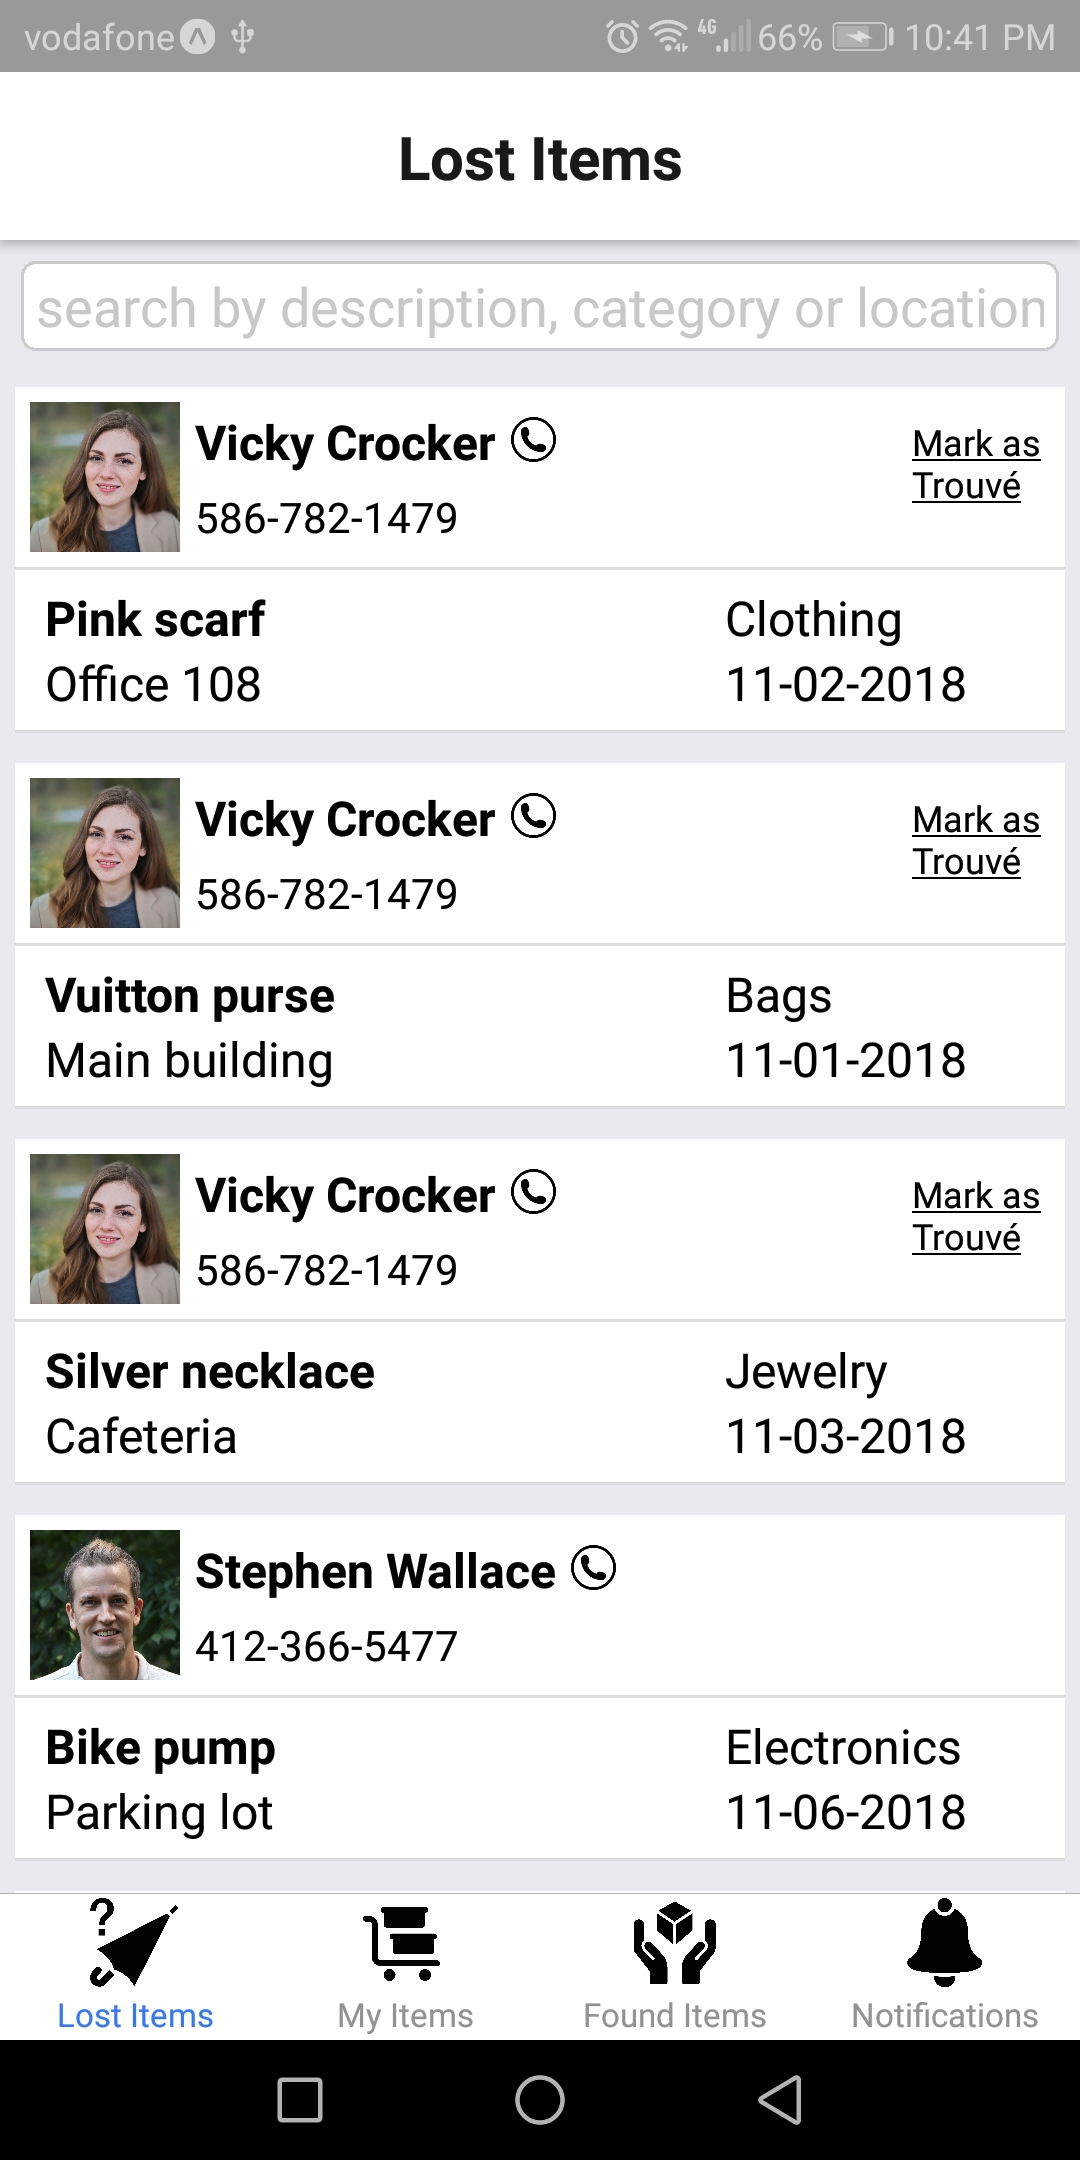 vodafone 4G 66% 10:41 PM
Lost Items
search by description, category or location
Vicky Crocker
586-782-1479
Mark as
Trouvé
Pink scarf Clothing
Office 108 11-02-2018
Vicky Crocker
586-782-1479
Mark as
Trouvé
Vuitton purse Bags
Main building 11-01-2018
Vicky Crocker
586-782-1479
Mark as
Trouvé
Silver necklace Jewelry
Cafeteria 11-03-2018
Stephen Wallace
412-366-5477
Bike pump Electronics
Parking lot 11-06-2018
?
Lost Items My Items Found Items Notifications